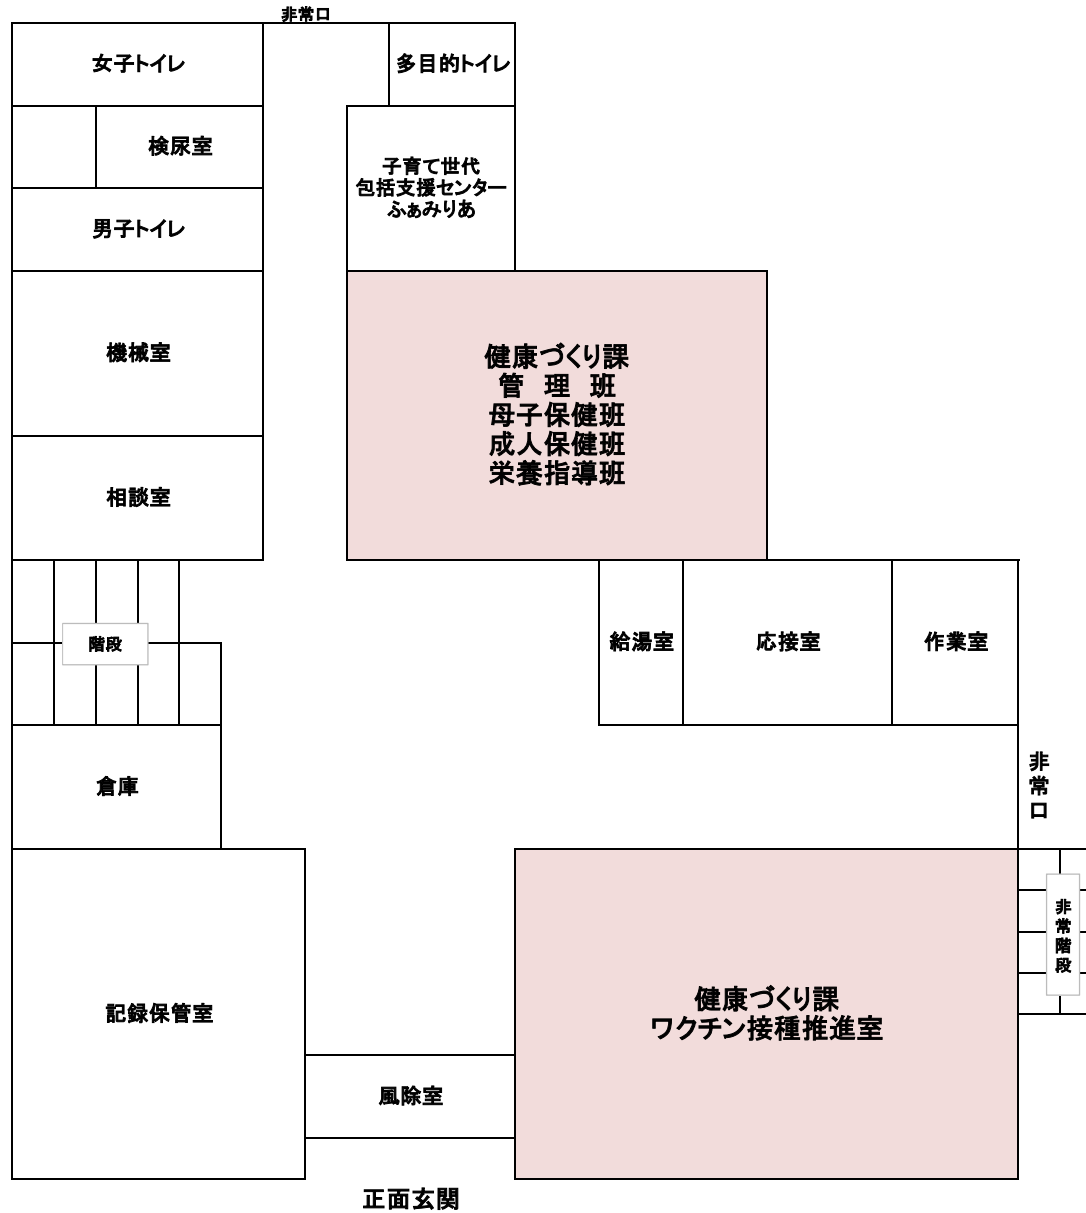 非常口
女子トイレ
多目的トイレ
検尿室
子育て世代
包括支援センター
ふぁみりあ
男子トイレ
機械室
健康づくり課
管　理　班
母子保健班
成人保健班
栄養指導班
相談室
階段
給湯室
応接室
作業室
倉庫
非常口
非常階段
記録保管室
健康づくり課
ワクチン接種推進室
風除室
正面玄関